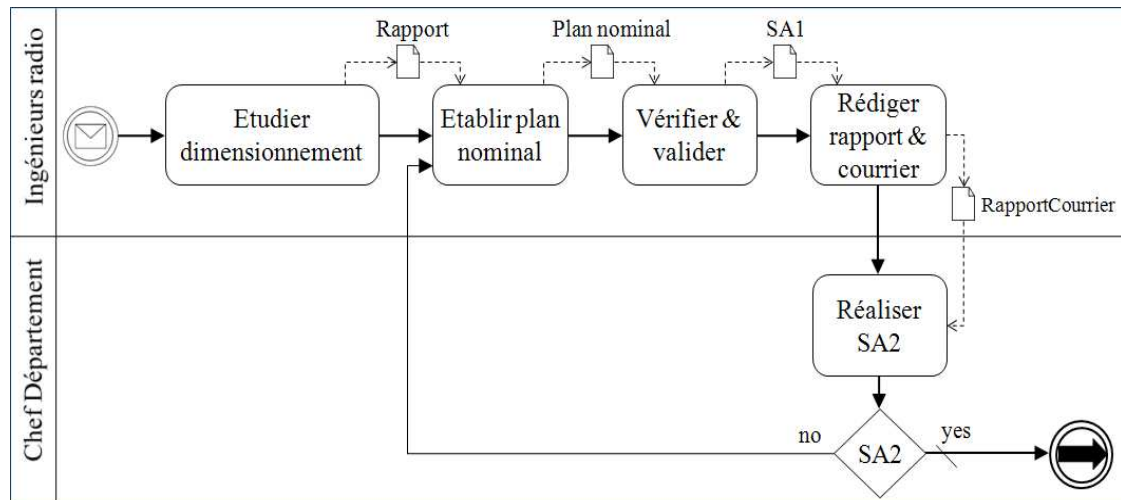 Ingénieurs radio
Rapport
Plan nominal
SA1
Etudier
dimensionnement
Etablir plan
nominal
Vérifier &
valider
Rédiger
rapport &
courrier
RapportCourrier
Chef Département
Réaliser
SA2
no
SA2
yes